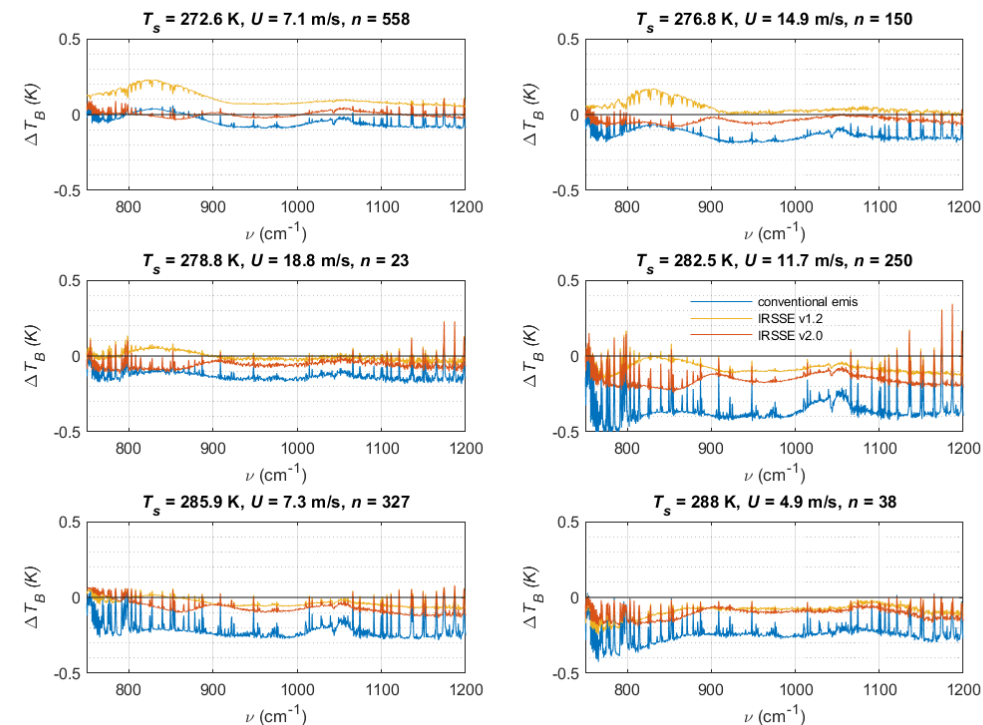 T_s = 272.6 K, U = 7.1 m/s, n = 558
0.5
0
-0.5
Δ T_B (K)
800 900 1000 1100 1200
ν (cm⁻¹)
T_s = 276.8 K, U = 14.9 m/s, n = 150
0.5
0
-0.5
Δ T_B (K)
800 900 1000 1100 1200
ν (cm⁻¹)
T_s = 278.8 K, U = 18.8 m/s, n = 23
0.5
0
-0.5
Δ T_B (K)
800 900 1000 1100 1200
ν (cm⁻¹)
T_s = 282.5 K, U = 11.7 m/s, n = 250
conventional emis
IRSSE v1.2
IRSSE v2.0
0.5
0
-0.5
Δ T_B (K)
800 900 1000 1100 1200
ν (cm⁻¹)
T_s = 285.9 K, U = 7.3 m/s, n = 327
0.5
0
-0.5
Δ T_B (K)
800 900 1000 1100 1200
ν (cm⁻¹)
T_s = 288 K, U = 4.9 m/s, n = 38
0.5
0
-0.5
Δ T_B (K)
800 900 1000 1100 1200
ν (cm⁻¹)